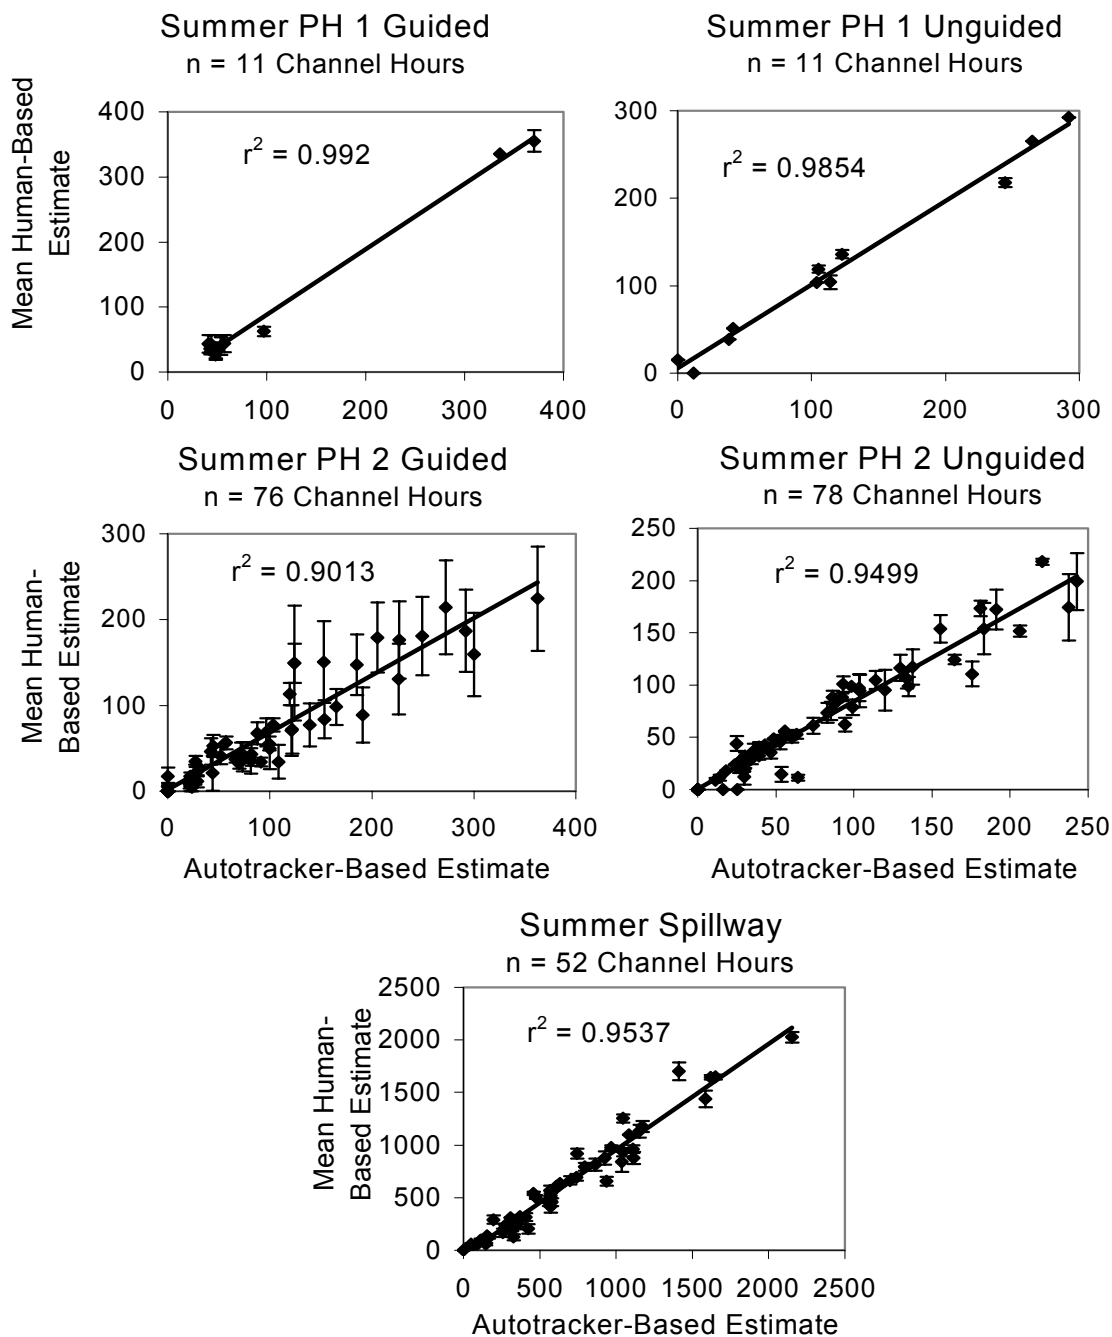 Summer PH 1 Guided
n = 11 Channel Hours
Mean Human-Based
Estimate
400
300
200
100
0
r² = 0.992
0 100 200 300 400
Summer PH 1 Unguided
n = 11 Channel Hours
300
200
100
0
r² = 0.9854
0 100 200 300
Summer PH 2 Guided
n = 76 Channel Hours
Mean Human-
Based Estimate
300
200
100
0
r² = 0.9013
0 100 200 300 400
Autotracker-Based Estimate
Summer PH 2 Unguided
n = 78 Channel Hours
250
200
150
100
50
0
r² = 0.9499
0 50 100 150 200 250
Autotracker-Based Estimate
Summer Spillway
n = 52 Channel Hours
Mean Human-
Based Estimate
2500
2000
1500
1000
500
0
r² = 0.9537
0 500 1000 1500 2000 2500
Autotracker-Based Estimate